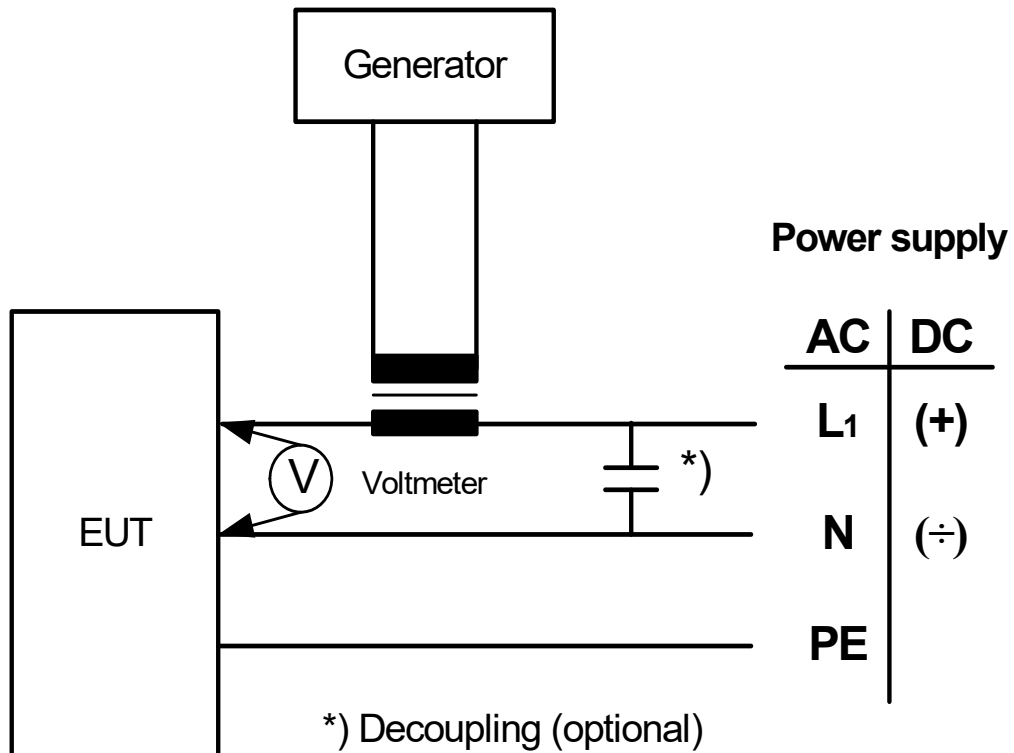 Generator
Power supply
AC DC
L1 (+)
V Voltmeter *)
EUT N (÷)
PE
*) Decoupling (optional)